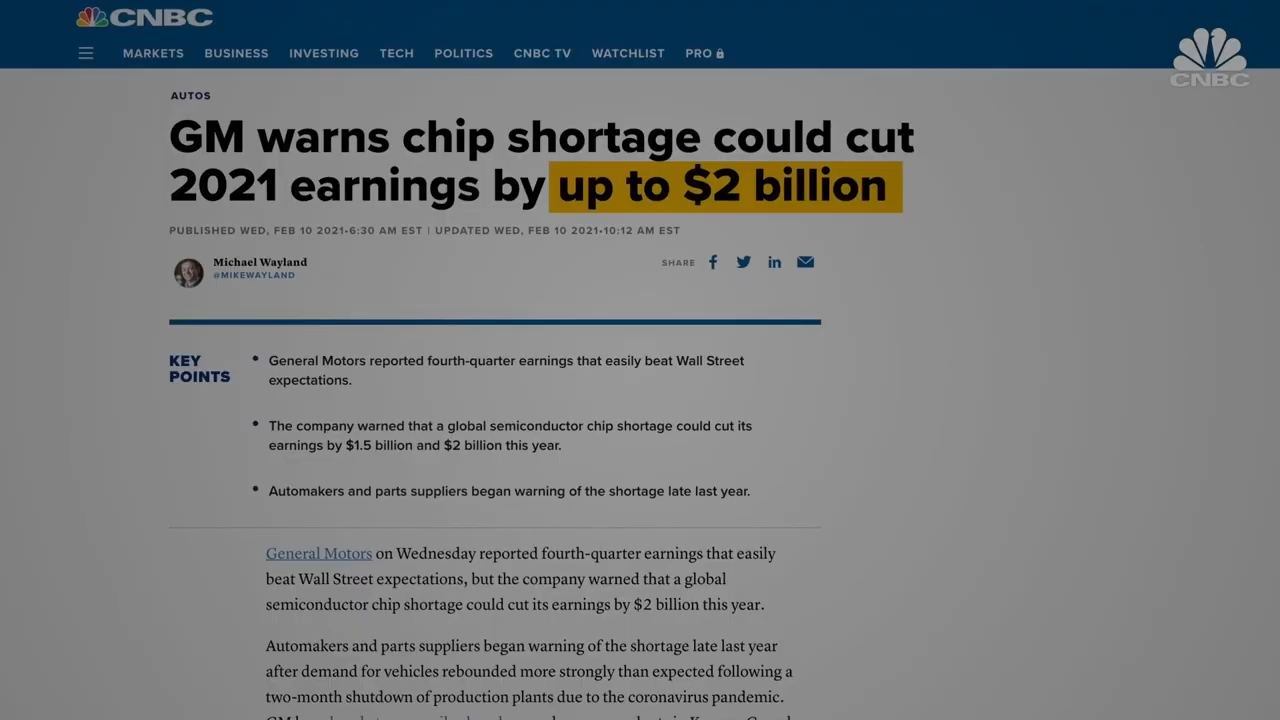 CNBC
MARKETS BUSINESS INVESTING TECH POLITICS CNBC TV WATCHLIST PRO
CNBC
AUTOS
GM warns chip shortage could cut
2021 earnings by up to $2 billion
PUBLISHED WED, FEB 10 2021•6:30 AM EST | UPDATED WED, FEB 10 2021•10:12 AM EST
Michael Wayland
@MIKEWAYLAND
SHARE
KEY
POINTS
• General Motors reported fourth-quarter earnings that easily beat Wall Street
expectations.
• The company warned that a global semiconductor chip shortage could cut its
earnings by $1.5 billion and $2 billion this year.
• Automakers and parts suppliers began warning of the shortage late last year.
General Motors on Wednesday reported fourth-quarter earnings that easily
beat Wall Street expectations, but the company warned that a global
semiconductor chip shortage could cut its earnings by $2 billion this year.
Automakers and parts suppliers began warning of the shortage late last year
after demand for vehicles rebounded more strongly than expected following a
two-month shutdown of production plants due to the coronavirus pandemic.